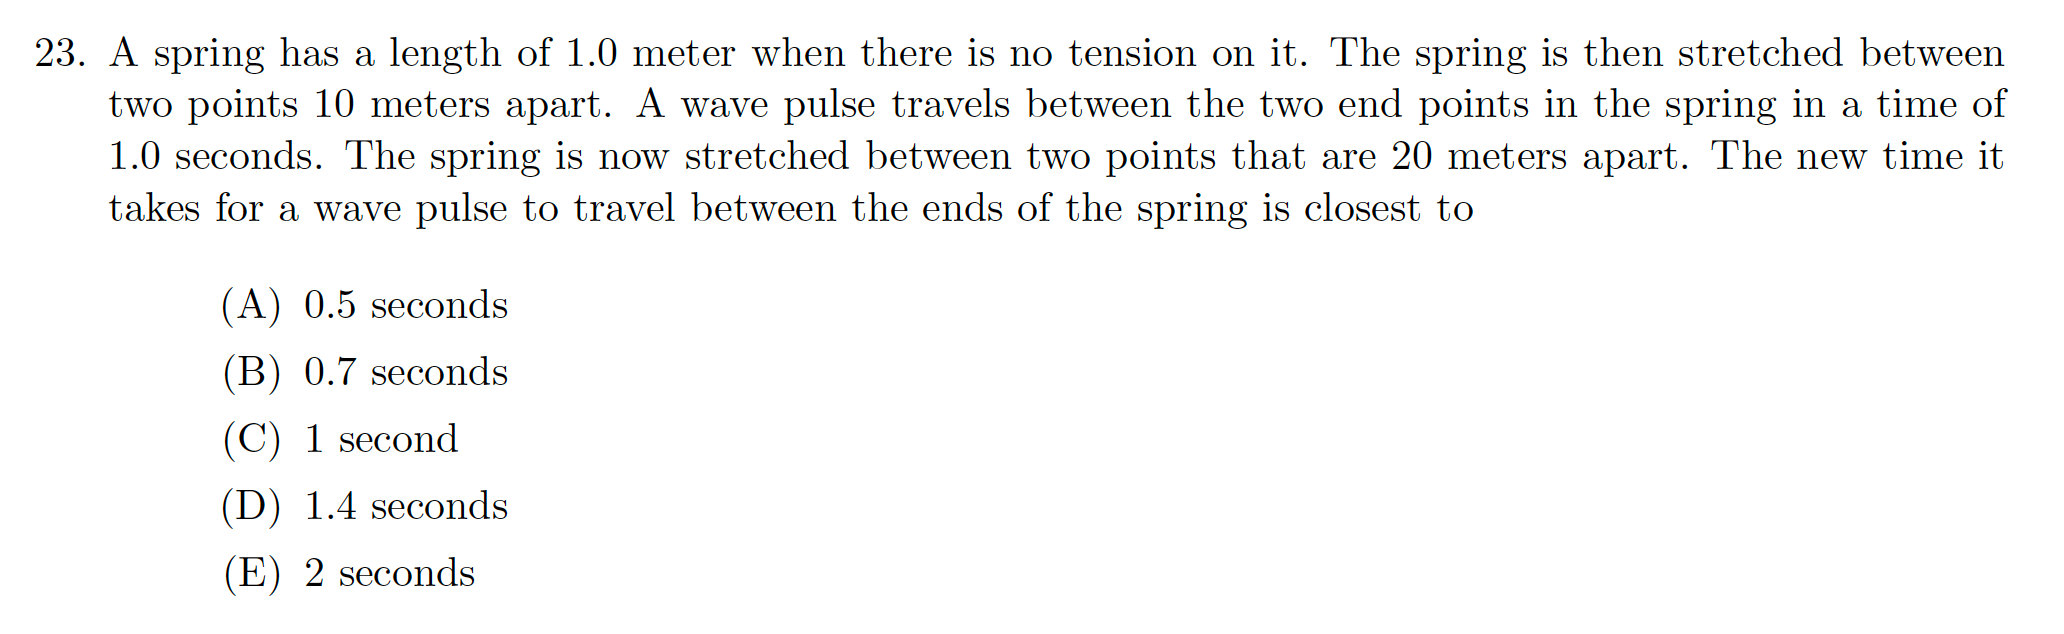 23. A spring has a length of 1.0 meter when there is no tension on it. The spring is then stretched between
two points 10 meters apart. A wave pulse travels between the two end points in the spring in a time of
1.0 seconds. The spring is now stretched between two points that are 20 meters apart. The new time it
takes for a wave pulse to travel between the ends of the spring is closest to
(A) 0.5 seconds
(B) 0.7 seconds
(C) 1 second
(D) 1.4 seconds
(E) 2 seconds